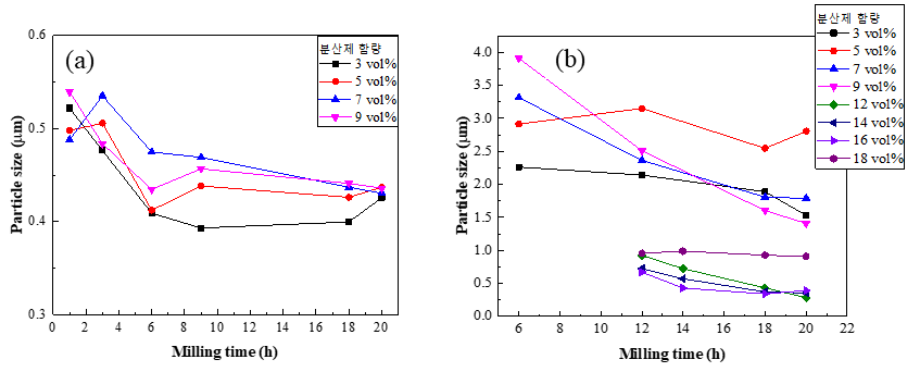 (a)
분산제 함량
3 vol%
5 vol%
7 vol%
9 vol%
0.6
0.5
0.4
0.3
0 2 4 6 8 10 12 14 16 18 20
Particle size (μm)
Milling time (h)
(b)
분산제 함량
3 vol%
5 vol%
7 vol%
9 vol%
12 vol%
14 vol%
16 vol%
18 vol%
4.0
3.5
3.0
2.5
2.0
1.5
1.0
0.5
0.0
6 8 10 12 14 16 18 20 22
Particle size (μm)
Milling time (h)